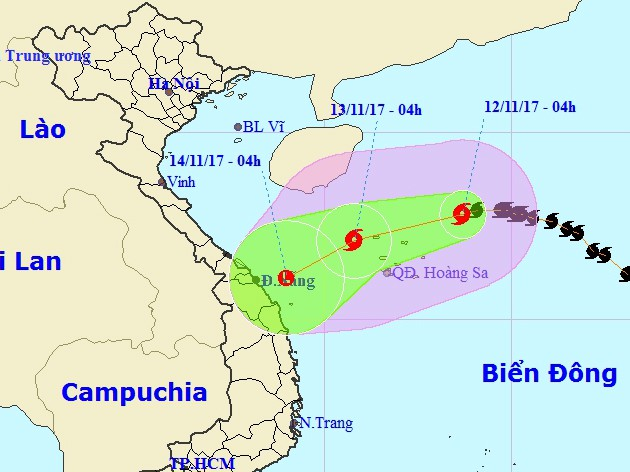 Trung ương
Hà Nội
Lào
BL Vĩ
13/11/17 - 04h
12/11/17 - 04h
14/11/17 - 04h
Vinh
i Lan
Đ.Nẵng
QĐ. Hoàng Sa
Campuchia
Biển Đông
N.Trang
TP.HCM